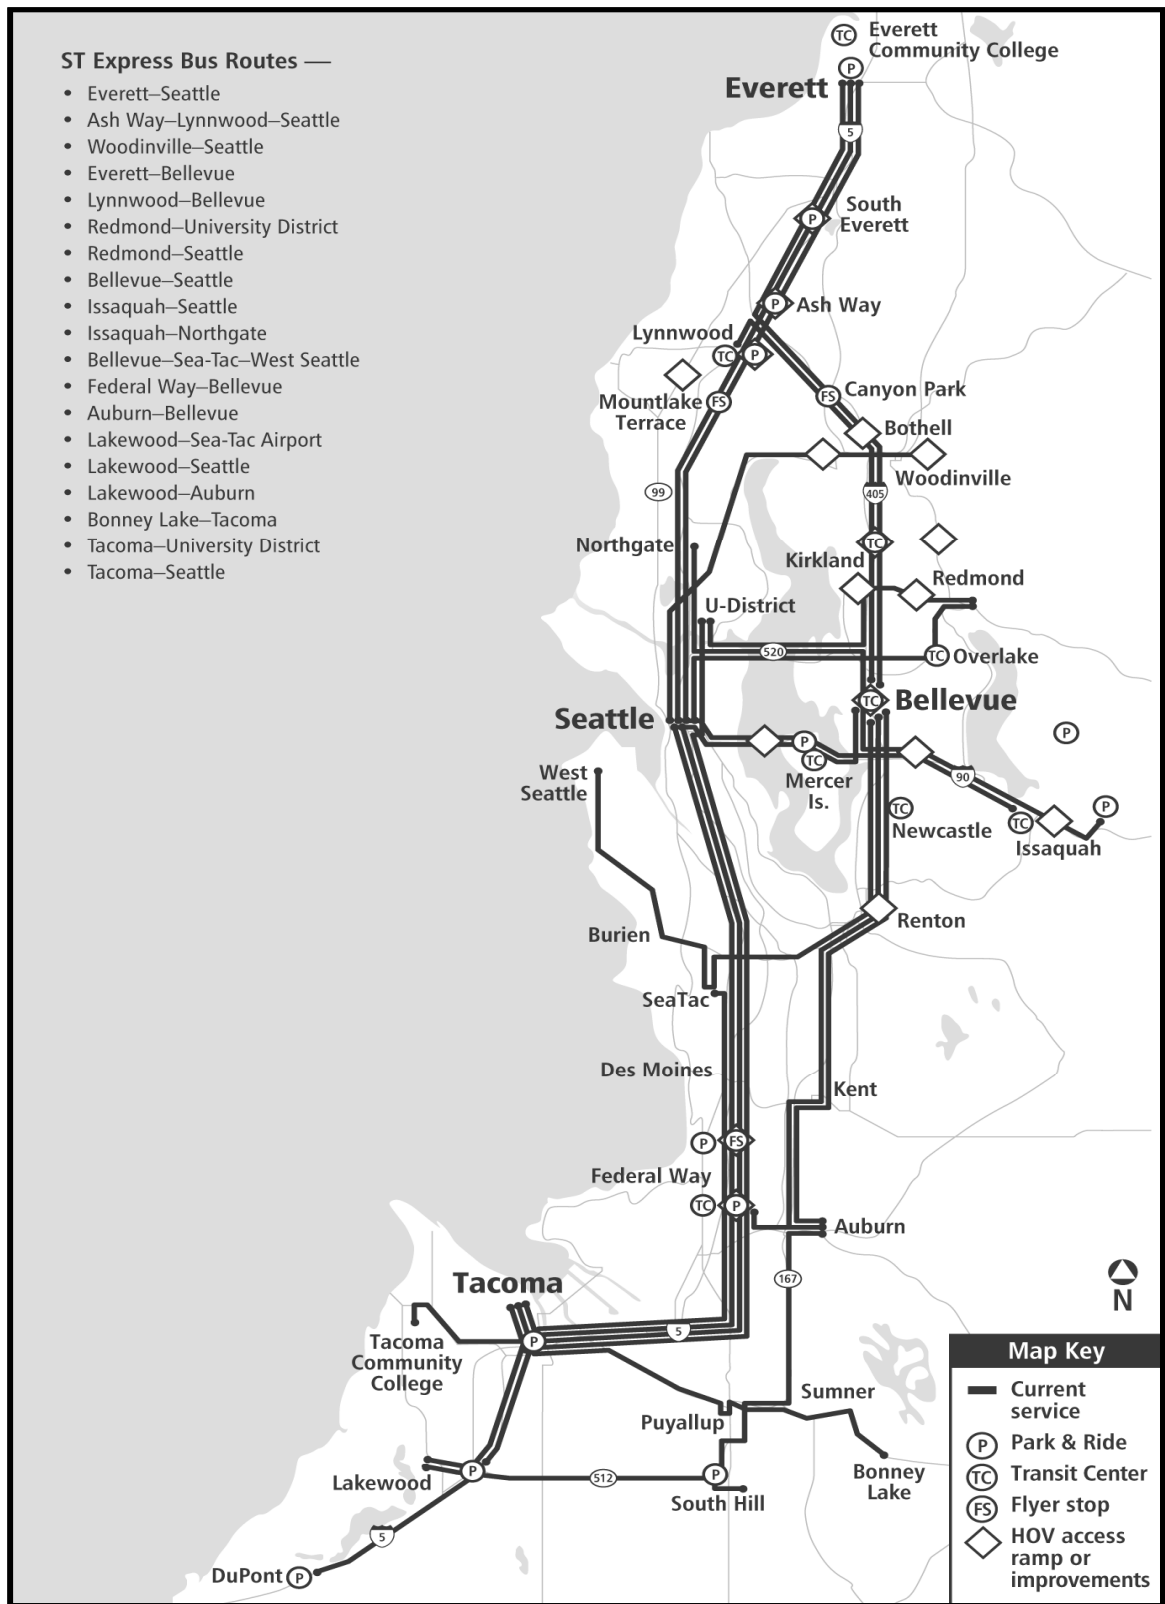 ST Express Bus Routes —
• Everett–Seattle
• Ash Way–Lynnwood–Seattle
• Woodinville–Seattle
• Everett–Bellevue
• Lynnwood–Bellevue
• Redmond–University District
• Redmond–Seattle
• Bellevue–Seattle
• Issaquah–Seattle
• Issaquah–Northgate
• Bellevue–Sea-Tac–West Seattle
• Federal Way–Bellevue
• Auburn–Bellevue
• Lakewood–Sea-Tac Airport
• Lakewood–Seattle
• Lakewood–Auburn
• Bonney Lake–Tacoma
• Tacoma–University District
• Tacoma–Seattle
TC Everett
Community College
P
Everett
5
South
P
Everett
P Ash Way
Lynnwood
TC P
Canyon Park
FS
Mountlake
FS
Terrace
Bothell
Woodinville
99
405
Northgate
TC
Kirkland
Redmond
U-District
520
TC Overlake
TC Bellevue
Seattle
P
P
TC
West
Seattle
Mercer
Is.
90
TC
Newcastle
P
TC
Issaquah
Renton
Burien
SeaTac
Des Moines
Kent
P FS
Federal Way
TC P
Auburn
167
Tacoma
N
5
P
Tacoma
Community
College
Sumner
Puyallup
Lakewood
P
512
P
South Hill
Bonney
Lake
5
DuPont P
Map Key
Current
service
P Park & Ride
TC Transit Center
FS Flyer stop
HOV access
ramp or
improvements